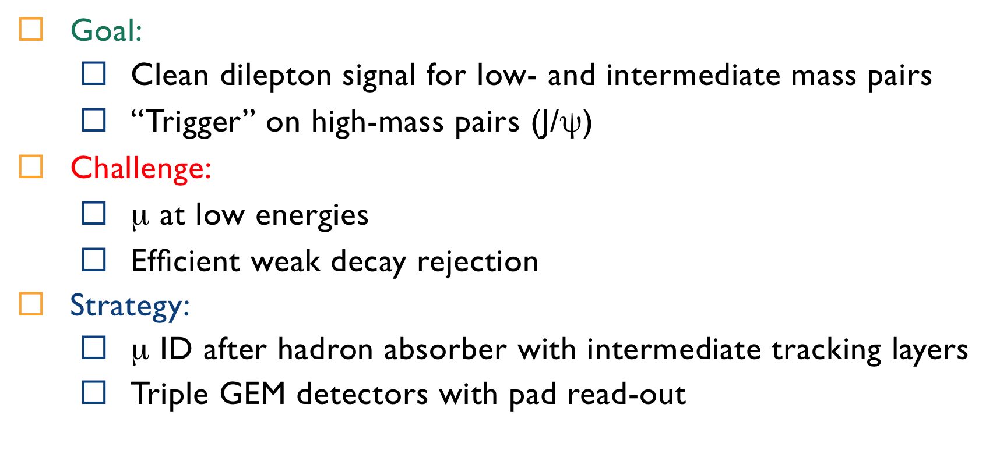 Goal:
Clean dilepton signal for low- and intermediate mass pairs
“Trigger” on high-mass pairs (J/ψ)
Challenge:
μ at low energies
Efficient weak decay rejection
Strategy:
μ ID after hadron absorber with intermediate tracking layers
Triple GEM detectors with pad read-out